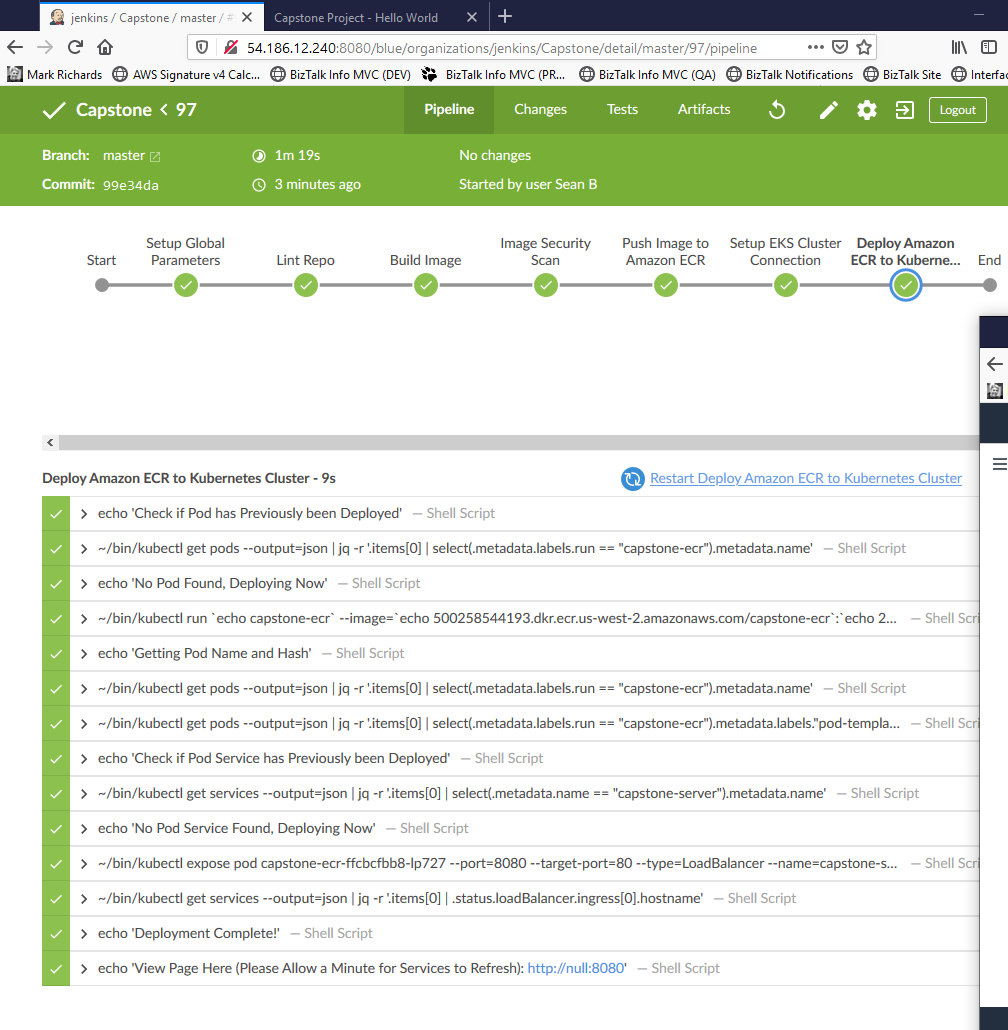 jenkins / Capstone / master / #
Capstone Project - Hello World
54.186.12.240:8080/blue/organizations/jenkins/Capstone/detail/master/97/pipeline
Mark Richards AWS Signature v4 Calc... BizTalk Info MVC (DEV) BizTalk Info MVC (PR... BizTalk Info MVC (QA) BizTalk Notifications BizTalk Site Interfac
Capstone < 97 Pipeline Changes Tests Artifacts Logout
Branch: master 1m 19s No changes
Commit: 99e34da 3 minutes ago Started by user Sean B
Start
Setup Global
Parameters
Lint Repo
Build Image
Image Security
Scan
Push Image to
Amazon ECR
Setup EKS Cluster
Connection
Deploy Amazon
ECR to Kuberne...
End
Deploy Amazon ECR to Kubernetes Cluster - 9s Restart Deploy Amazon ECR to Kubernetes Cluster
echo 'Check if Pod has Previously been Deployed' — Shell Script
~/bin/kubectl get pods --output=json | jq -r '.items[0] | select(.metadata.labels.run == "capstone-ecr").metadata.name' — Shell Script
echo 'No Pod Found, Deploying Now' — Shell Script
~/bin/kubectl run `echo capstone-ecr` --image=`echo 500258544193.dkr.ecr.us-west-2.amazonaws.com/capstone-ecr`:`echo 2... — Shell Scri
echo 'Getting Pod Name and Hash' — Shell Script
~/bin/kubectl get pods --output=json | jq -r '.items[0] | select(.metadata.labels.run == "capstone-ecr").metadata.name' — Shell Script
~/bin/kubectl get pods --output=json | jq -r '.items[0] | select(.metadata.labels.run == "capstone-ecr").metadata.labels."pod-templa... — Shell Scri
echo 'Check if Pod Service has Previously been Deployed' — Shell Script
~/bin/kubectl get services --output=json | jq -r '.items[0] | select(.metadata.name == "capstone-server").metadata.name' — Shell Script
echo 'No Pod Service Found, Deploying Now' — Shell Script
~/bin/kubectl expose pod capstone-ecr-ffcbcfbb8-lp727 --port=8080 --target-port=80 --type=LoadBalancer --name=capstone-s... — Shell Scri
~/bin/kubectl get services --output=json | jq -r '.items[0] | .status.loadBalancer.ingress[0].hostname' — Shell Script
echo 'Deployment Complete!' — Shell Script
echo 'View Page Here (Please Allow a Minute for Services to Refresh): http://null:8080' — Shell Script